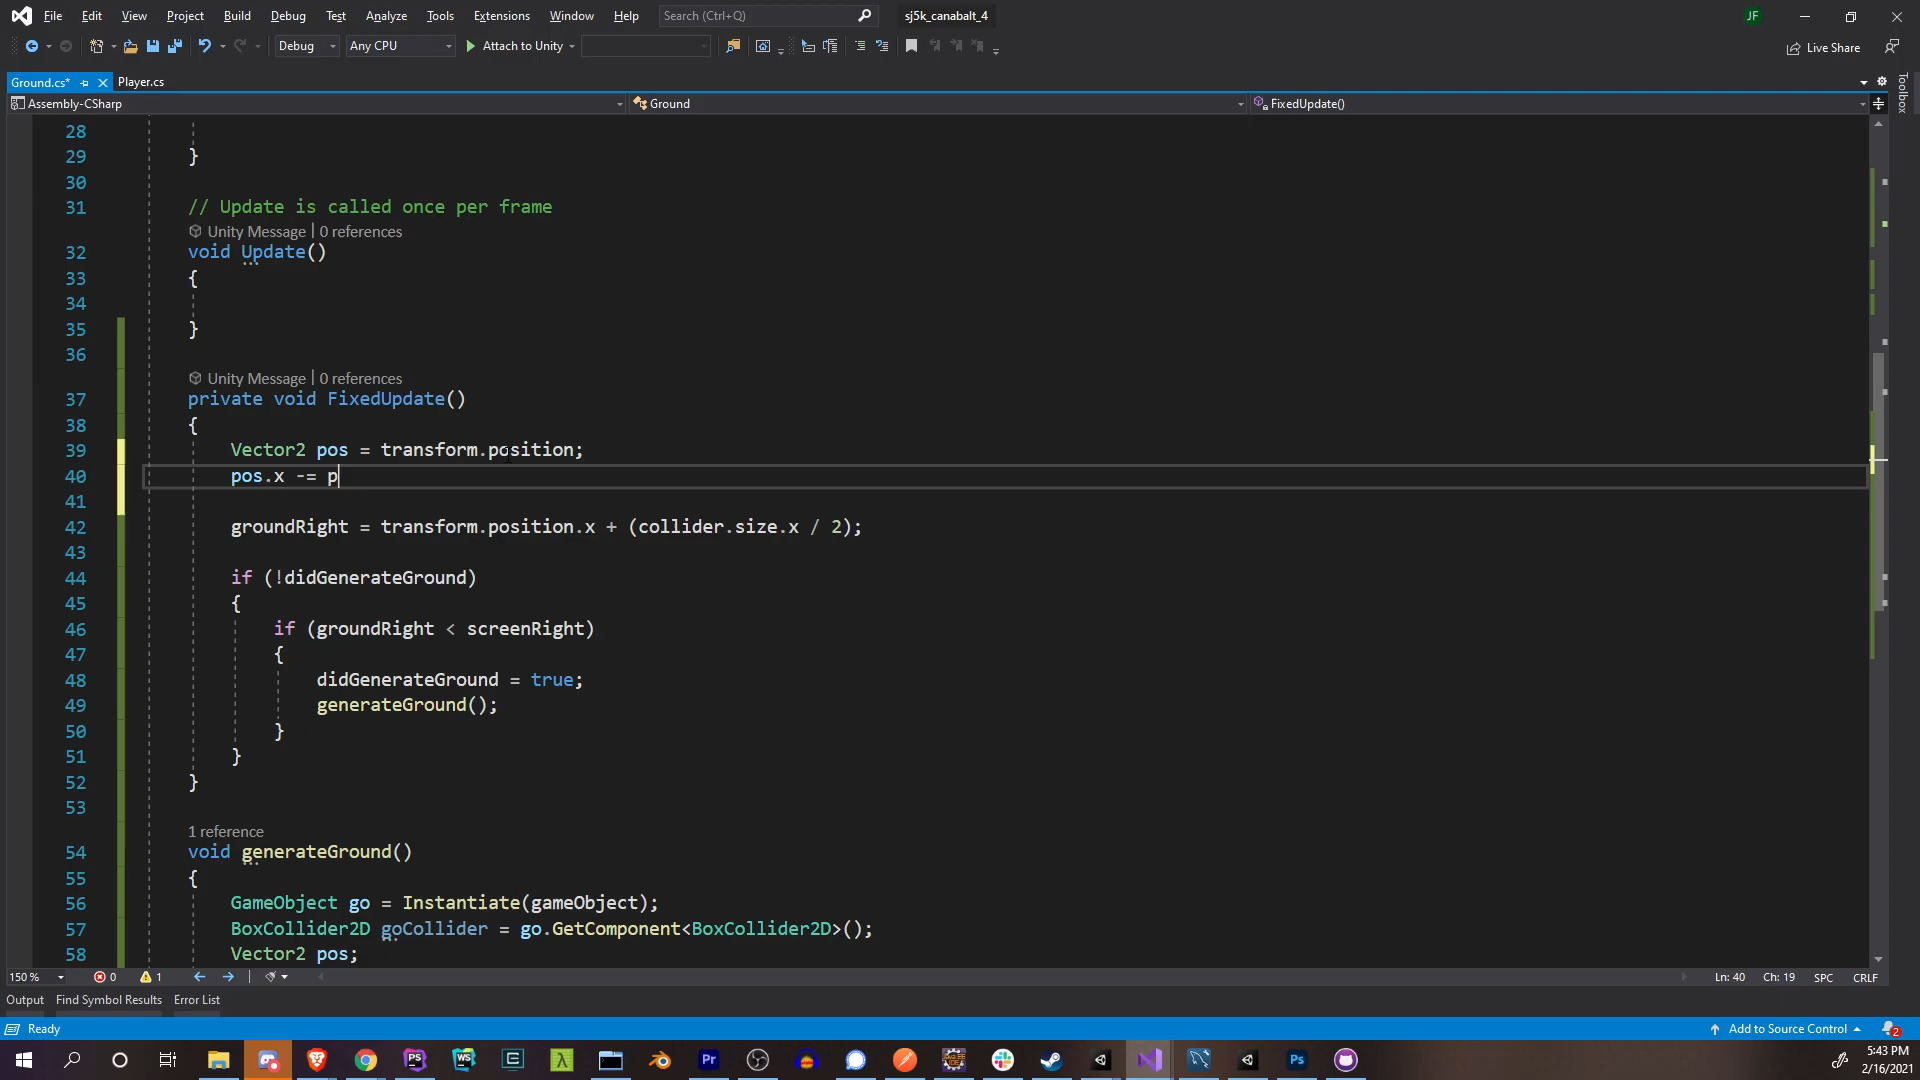 File Edit View Project Build Debug Test Analyze Tools Extensions Window Help Search (Ctrl+Q) sj5k_canabalt_4 JF
Debug Any CPU Attach to Unity Live Share
Ground.cs* Player.cs
Toolbox
Assembly-CSharp Ground FixedUpdate()
28
29 }
30
31 // Update is called once per frame
Unity Message | 0 references
32 void Update()
33 {
34
35 }
36
Unity Message | 0 references
37 private void FixedUpdate()
38 {
39 Vector2 pos = transform.position;
40 pos.x -= p
41
42 groundRight = transform.position.x + (collider.size.x / 2);
43
44 if (!didGenerateGround)
45 {
46 if (groundRight < screenRight)
47 {
48 didGenerateGround = true;
49 generateGround();
50 }
51 }
52 }
53
1 reference
54 void generateGround()
55 {
56 GameObject go = Instantiate(gameObject);
57 BoxCollider2D goCollider = go.GetComponent<BoxCollider2D>();
58 Vector2 pos;
150 % 0 1 Ln: 40 Ch: 19 SPC CRLF
Output Find Symbol Results Error List
Ready Add to Source Control 2
PS WS Pr Ps
5:43 PM
2/16/2021